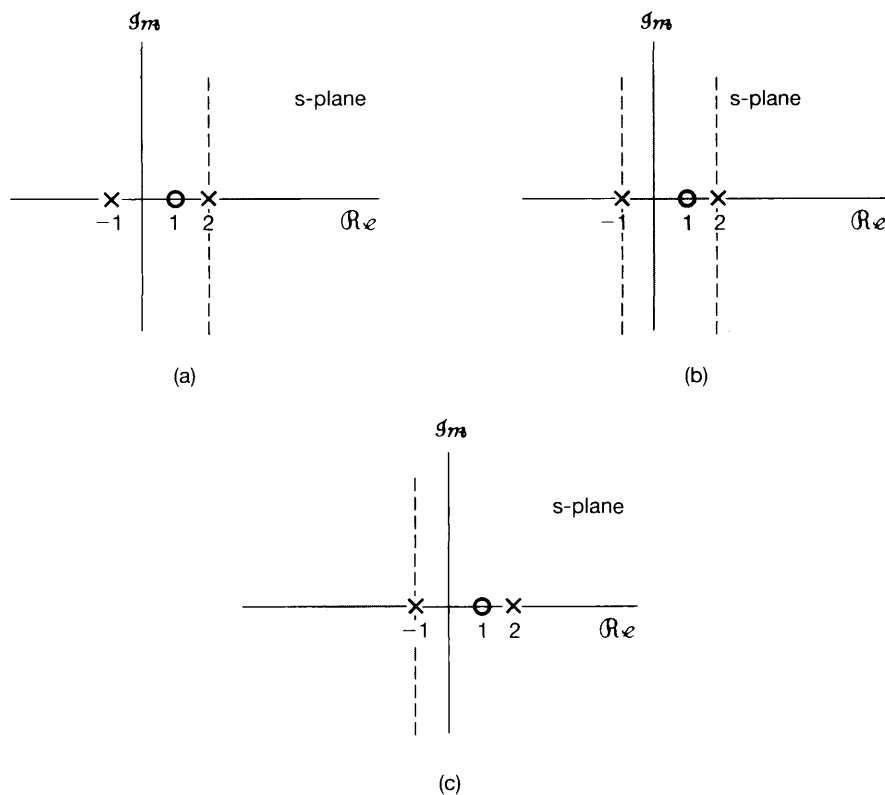 Im
Im
s-plane
s-plane
−1 1 2 Re
−1 1 2 Re
(a)
(b)
Im
s-plane
−1 1 2 Re
(c)